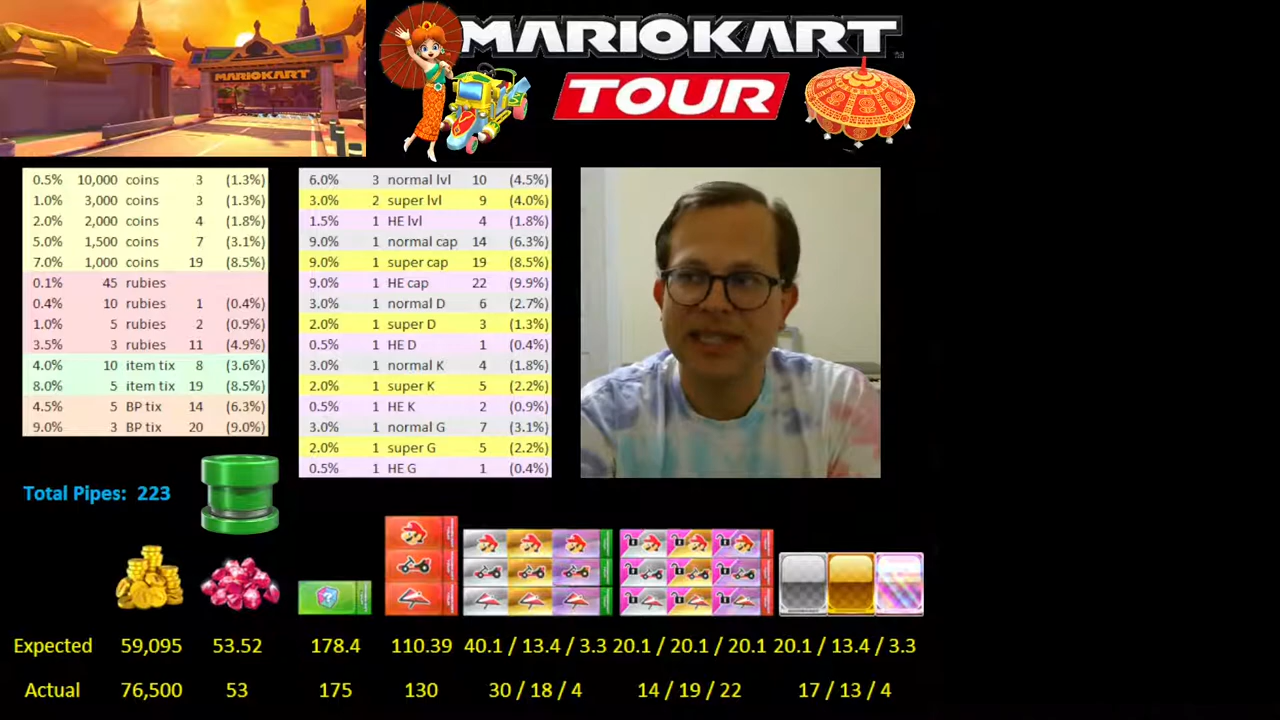 MARIOKART
MARIOKART
TOUR
0.5% 10,000 coins 3 (1.3%)
1.0% 3,000 coins 3 (1.3%)
2.0% 2,000 coins 4 (1.8%)
5.0% 1,500 coins 7 (3.1%)
7.0% 1,000 coins 19 (8.5%)
0.1% 45 rubies
0.4% 10 rubies 1 (0.4%)
1.0% 5 rubies 2 (0.9%)
3.5% 3 rubies 11 (4.9%)
4.0% 10 item tix 8 (3.6%)
8.0% 5 item tix 19 (8.5%)
4.5% 5 BP tix 14 (6.3%)
9.0% 3 BP tix 20 (9.0%)
6.0% 3 normal lvl 10 (4.5%)
3.0% 2 super lvl 9 (4.0%)
1.5% 1 HE lvl 4 (1.8%)
9.0% 1 normal cap 14 (6.3%)
9.0% 1 super cap 19 (8.5%)
9.0% 1 HE cap 22 (9.9%)
3.0% 1 normal D 6 (2.7%)
2.0% 1 super D 3 (1.3%)
0.5% 1 HE D 1 (0.4%)
3.0% 1 normal K 4 (1.8%)
2.0% 1 super K 5 (2.2%)
0.5% 1 HE K 2 (0.9%)
3.0% 1 normal G 7 (3.1%)
2.0% 1 super G 5 (2.2%)
0.5% 1 HE G 1 (0.4%)
Total Pipes: 223
Expected 59,095 53.52 178.4 110.39 40.1 / 13.4 / 3.3 20.1 / 20.1 / 20.1 20.1 / 13.4 / 3.3
Actual 76,500 53 175 130 30 / 18 / 4 14 / 19 / 22 17 / 13 / 4